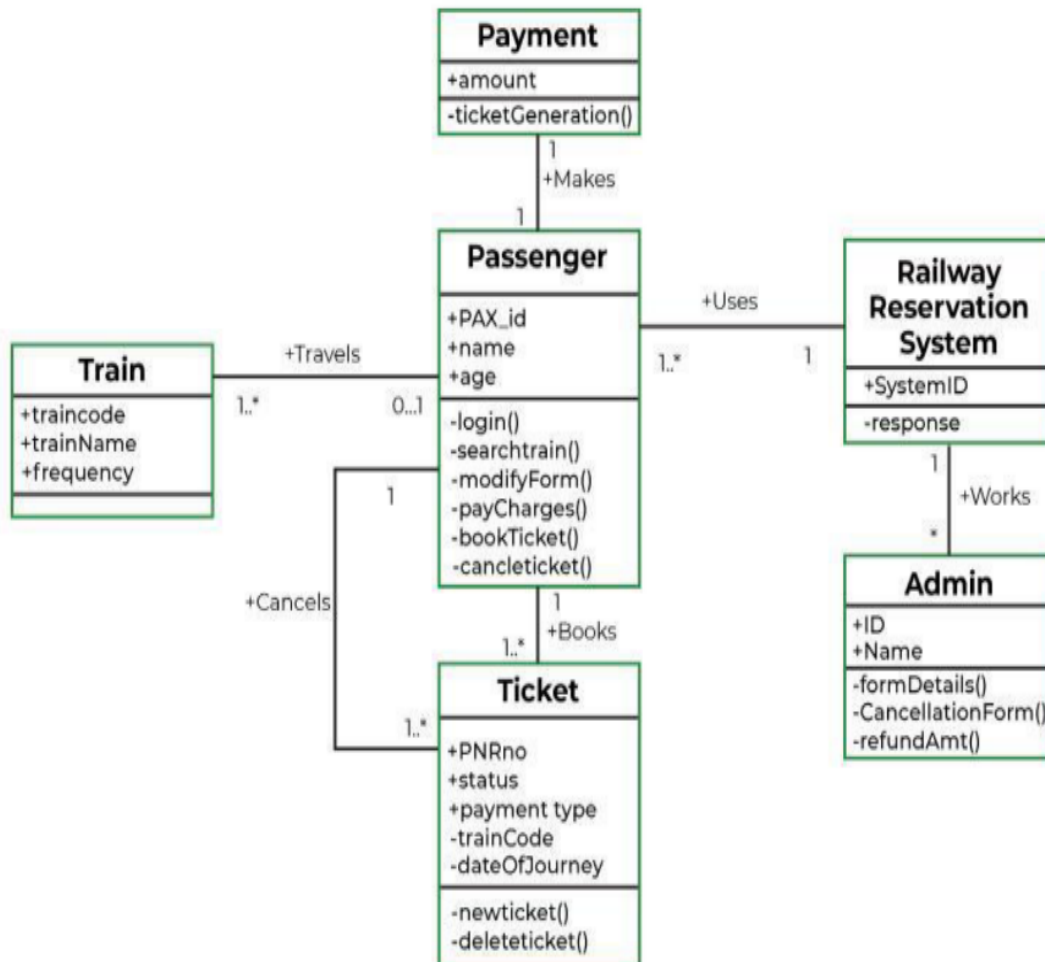 Payment
+amount
-ticketGeneration()
1
+Makes
1
Passenger
+PAX_id
+name
+age
-login()
-searchtrain()
-modifyForm()
-payCharges()
-bookTicket()
-cancleticket()
+Uses
1..*
1
Railway
Reservation
System
+SystemID
-response
+Travels
1..*
0...1
Train
+traincode
+trainName
+frequency
1
+Cancels
1..*
1
+Books
1..*
1
+Works
*
Admin
+ID
+Name
-formDetails()
-CancellationForm()
-refundAmt()
Ticket
+PNRno
+status
+payment type
-trainCode
-dateOfJourney
-newticket()
-deleteticket()